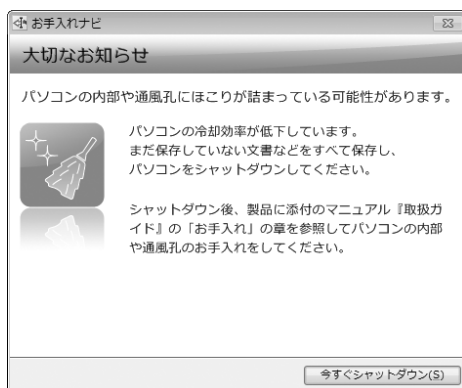 お手入れナビ
大切なお知らせ
パソコンの内部や通風孔にほこりが詰まっている可能性があります。
パソコンの冷却効率が低下しています。
まだ保存していない文書などをすべて保存し、
パソコンをシャットダウンしてください。
シャットダウン後、製品に添付のマニュアル『取扱ガ
イド』の「お手入れ」の章を参照してパソコンの内部
や通風孔のお手入れをしてください。
今すぐシャットダウン(S)